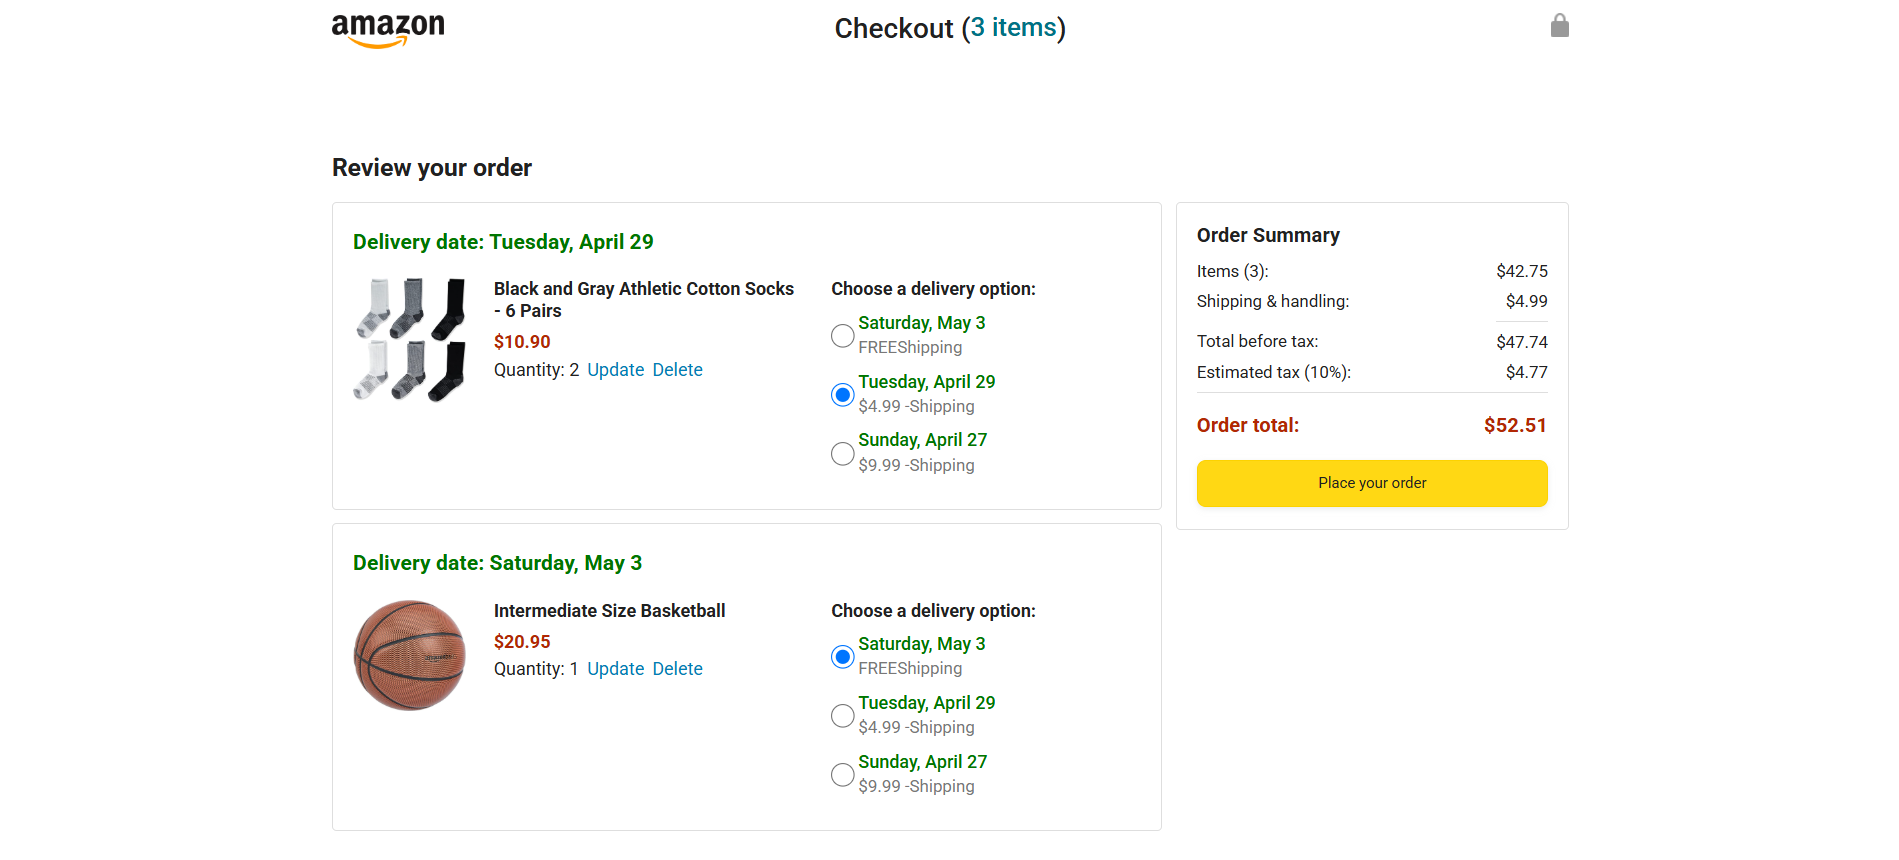 amazon
Checkout (3 items)
Review your order
Delivery date: Tuesday, April 29
Black and Gray Athletic Cotton Socks
- 6 Pairs
$10.90
Quantity: 2 Update Delete
Choose a delivery option:
Saturday, May 3
FREEShipping
Tuesday, April 29
$4.99 -Shipping
Sunday, April 27
$9.99 -Shipping
Delivery date: Saturday, May 3
Intermediate Size Basketball
$20.95
Quantity: 1 Update Delete
Choose a delivery option:
Saturday, May 3
FREEShipping
Tuesday, April 29
$4.99 -Shipping
Sunday, April 27
$9.99 -Shipping
Order Summary
Items (3): $42.75
Shipping & handling: $4.99
Total before tax: $47.74
Estimated tax (10%): $4.77
Order total: $52.51
Place your order